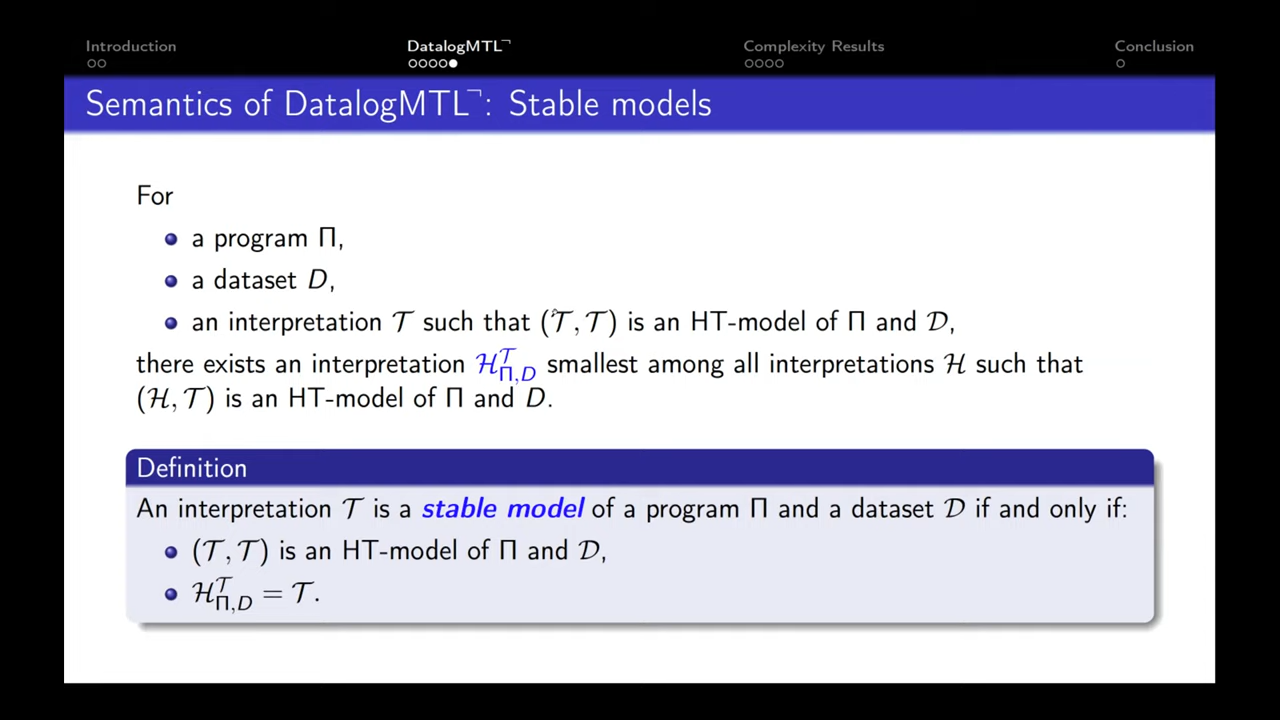 Introduction DatalogMTL¬ Complexity Results Conclusion
Semantics of DatalogMTL¬: Stable models
For
a program Π,
a dataset D,
an interpretation 𝒯 such that (𝒯, 𝒯) is an HT-model of Π and 𝒟,
there exists an interpretation ℋ^𝒯_Π,D smallest among all interpretations ℋ such that
(ℋ, 𝒯) is an HT-model of Π and D.
Definition
An interpretation 𝒯 is a stable model of a program Π and a dataset 𝒟 if and only if:
(𝒯, 𝒯) is an HT-model of Π and 𝒟,
ℋ^𝒯_Π,D = 𝒯.